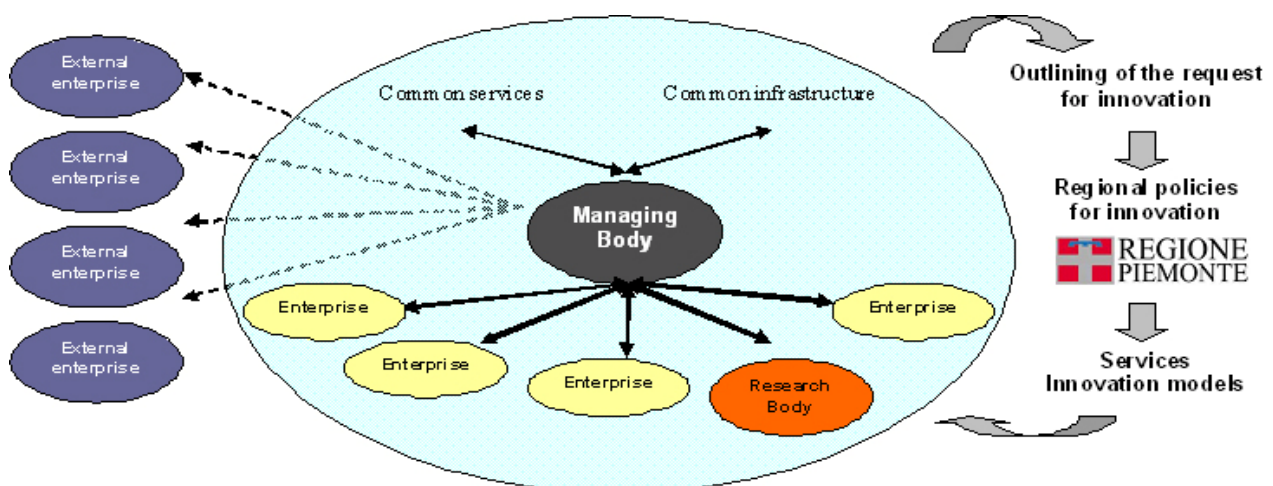 External
enterprise
External
enterprise
External
enterprise
External
enterprise
Common services
Common infrastructure
Managing
Body
Enterprise
Enterprise
Enterprise
Research
Body
Enterprise
Outlining of the request
for innovation
Regional policies
for innovation
REGIONE
PIEMONTE
Services
Innovation models